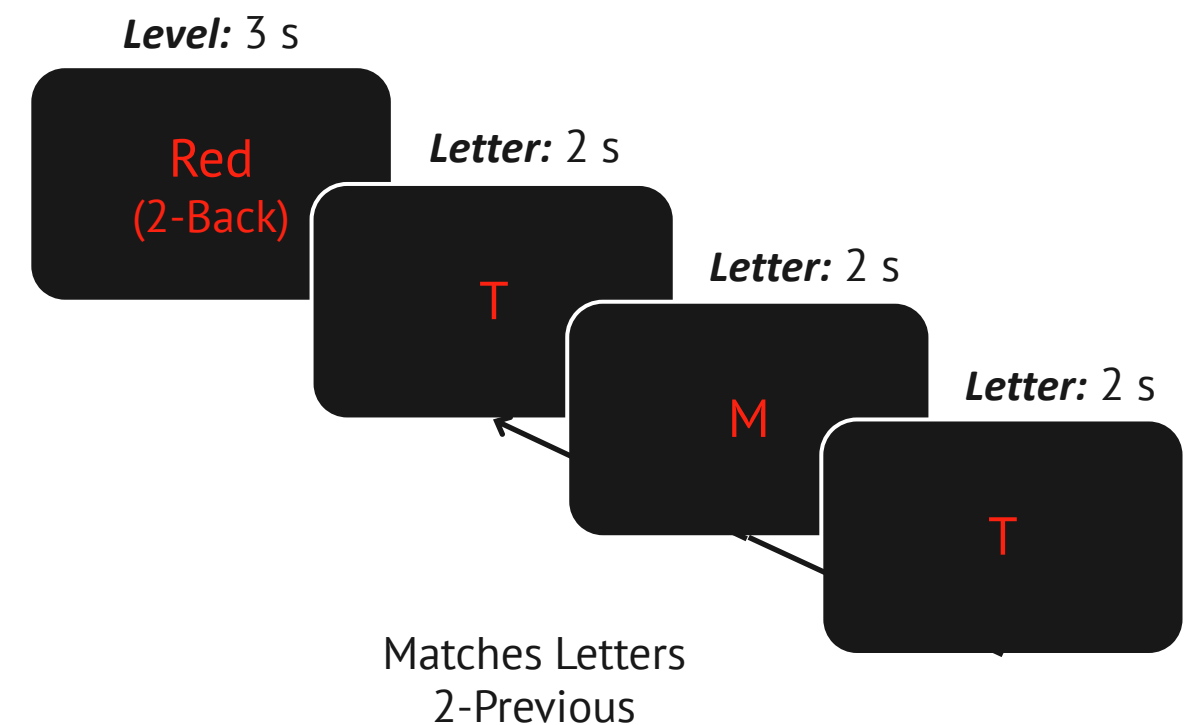 Level: 3 s
Red
(2-Back)
Letter: 2 s
T
Letter: 2 s
M
Letter: 2 s
T
Matches Letters
2-Previous